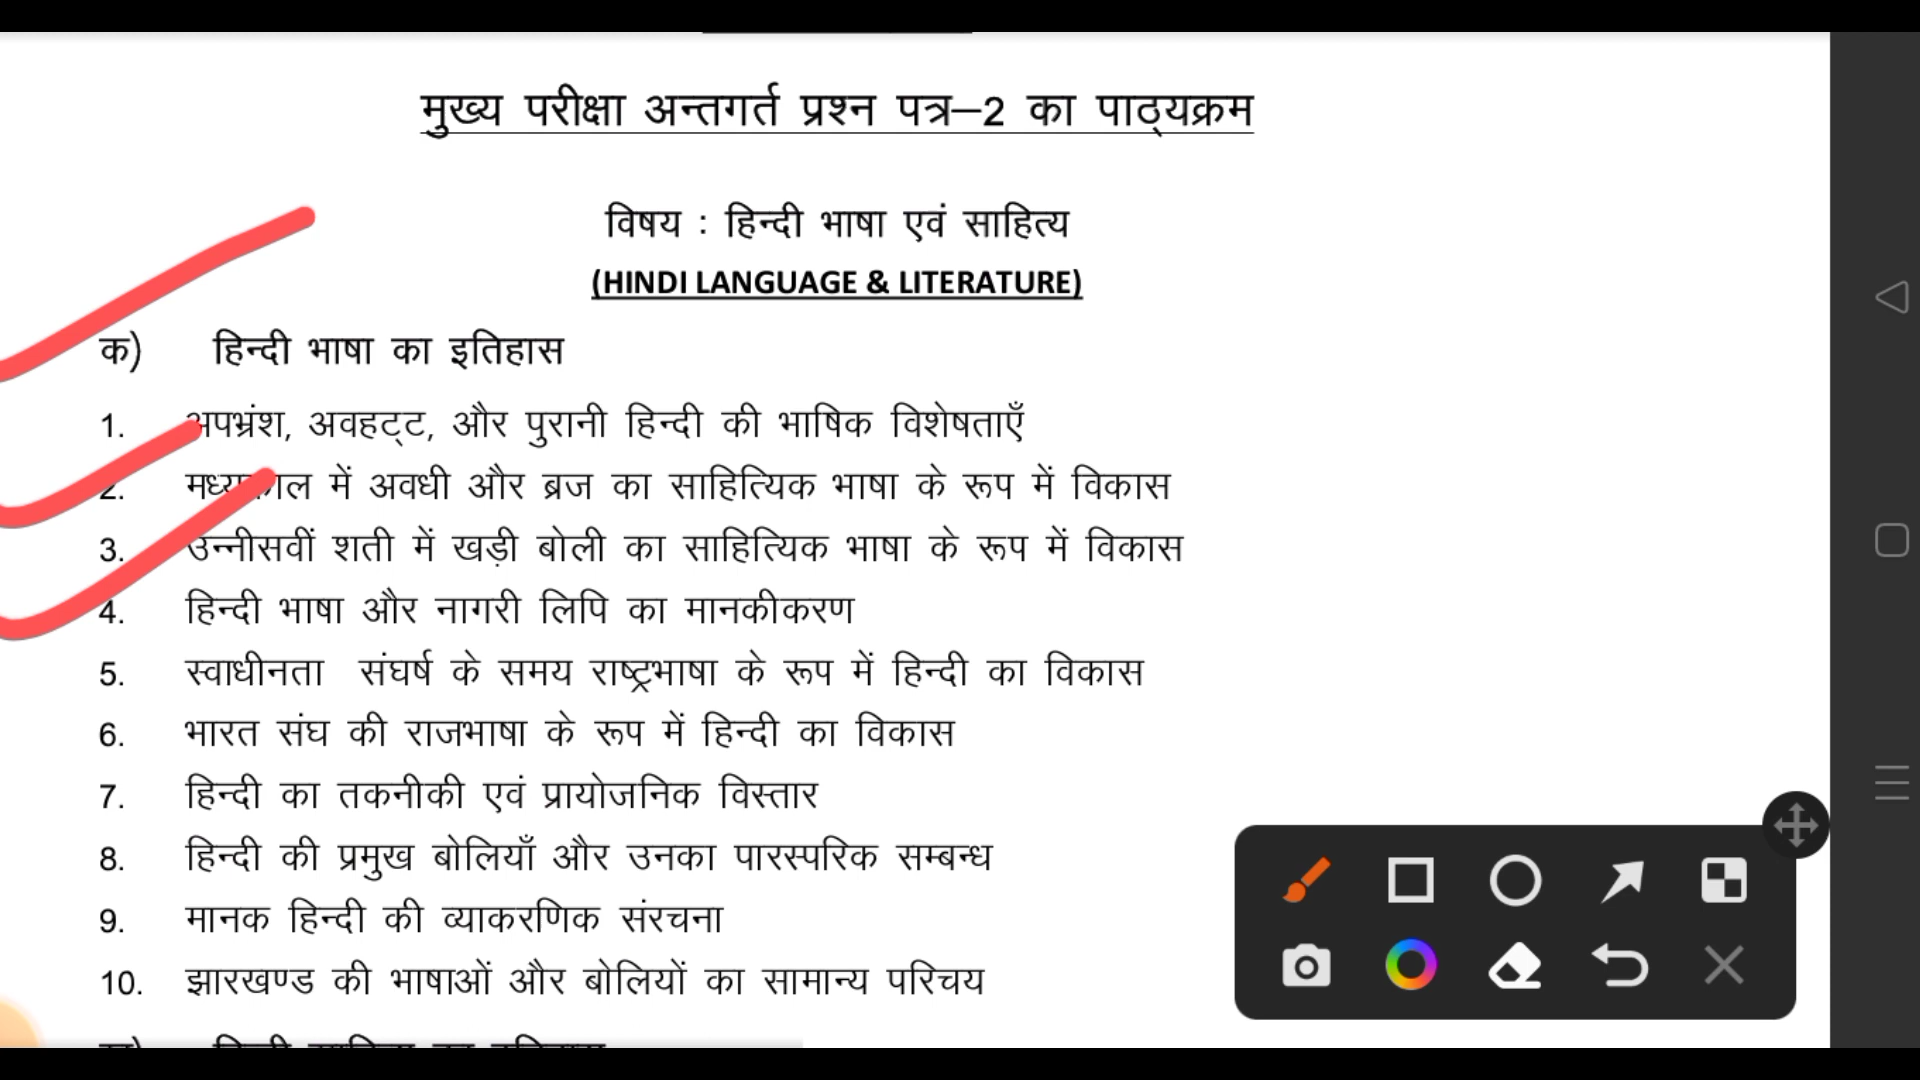 मुख्य परीक्षा अन्तगर्त प्रश्न पत्र–2 का पाठ्यक्रम
विषय : हिन्दी भाषा एवं साहित्य
(HINDI LANGUAGE & LITERATURE)
क) हिन्दी भाषा का इतिहास
1. अपभ्रंश, अवहट्ट, और पुरानी हिन्दी की भाषिक विशेषताएँ
2. मध्यकाल में अवधी और ब्रज का साहित्यिक भाषा के रूप में विकास
3. उन्नीसवीं शती में खड़ी बोली का साहित्यिक भाषा के रूप में विकास
4. हिन्दी भाषा और नागरी लिपि का मानकीकरण
5. स्वाधीनता संघर्ष के समय राष्ट्रभाषा के रूप में हिन्दी का विकास
6. भारत संघ की राजभाषा के रूप में हिन्दी का विकास
7. हिन्दी का तकनीकी एवं प्रायोजनिक विस्तार
8. हिन्दी की प्रमुख बोलियाँ और उनका पारस्परिक सम्बन्ध
9. मानक हिन्दी की व्याकरणिक संरचना
10. झारखण्ड की भाषाओं और बोलियों का सामान्य परिचय